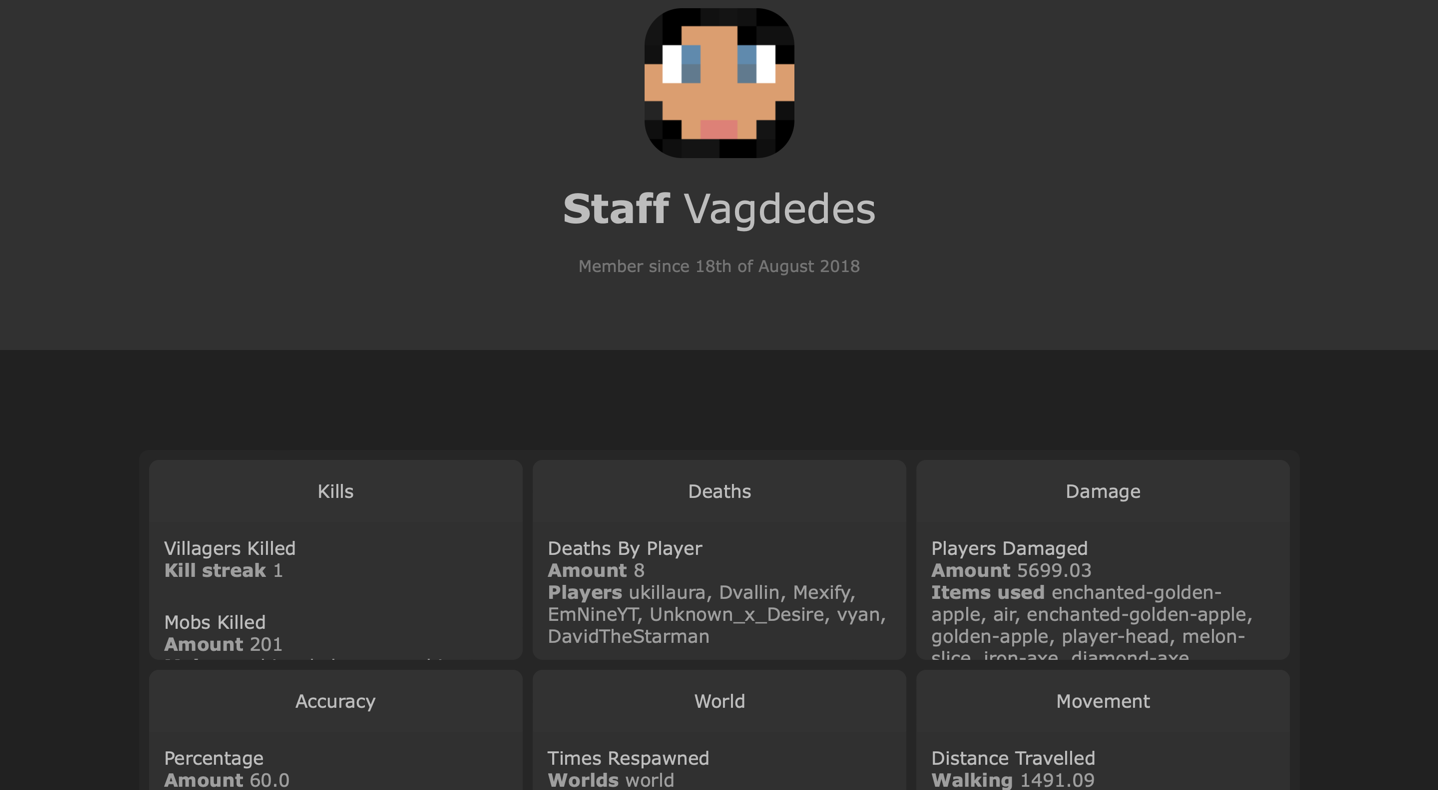 Staff Vagdedes
Member since 18th of August 2018
Kills
Villagers Killed
Kill streak 1
Mobs Killed
Amount 201
Deaths
Deaths By Player
Amount 8
Players ukillaura, Dvallin, Mexify,
EmNineYT, Unknown_x_Desire, vyan,
DavidTheStarman
Damage
Players Damaged
Amount 5699.03
Items used enchanted-golden-
apple, air, enchanted-golden-apple,
golden-apple, player-head, melon-
slice, iron-axe, diamond-axe
Accuracy
Percentage
Amount 60.0
World
Times Respawned
Worlds world
Movement
Distance Travelled
Walking 1491.09